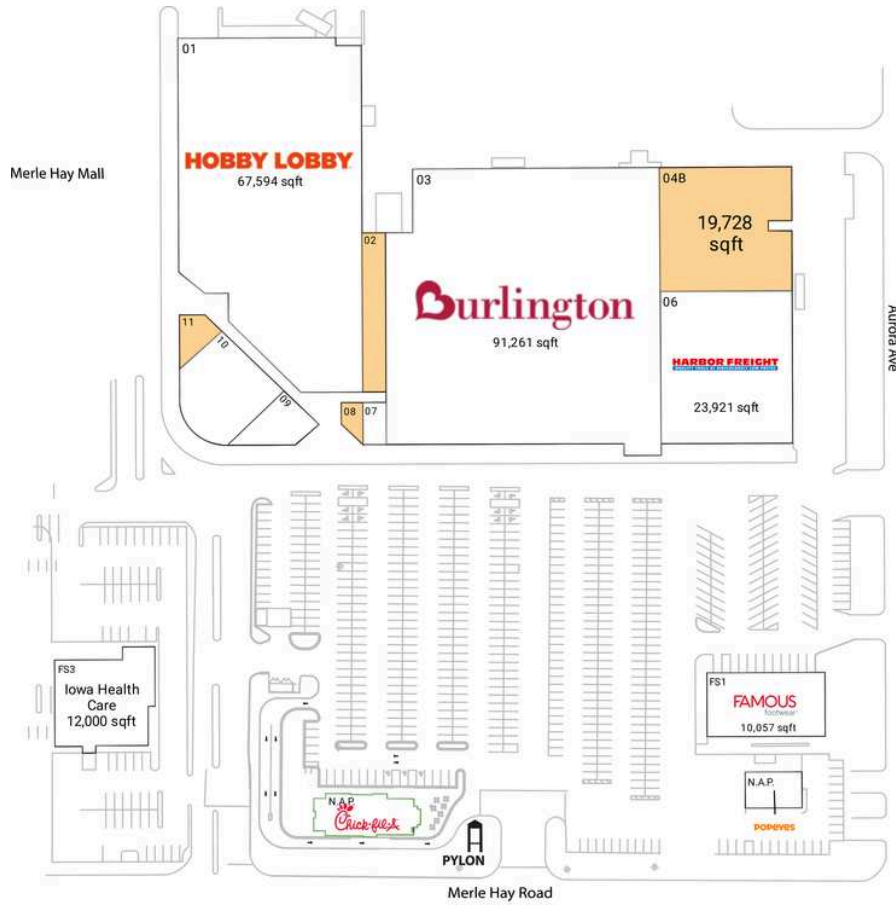 01
HOBBY LOBBY
67,594 sqft
Merle Hay Mall
03
04B
19,728
sqft
02
Burlington
91,261 sqft
06
HARBOR FREIGHT
23,921 sqft
Aurora Ave
11
10
09
08
07
FS3
Iowa Health
Care
12,000 sqft
FS1
FAMOUS
footwear
10,057 sqft
N.A.P.
POPEYES
N.A.P.
Chick-fil-A
PYLON
Merle Hay Road